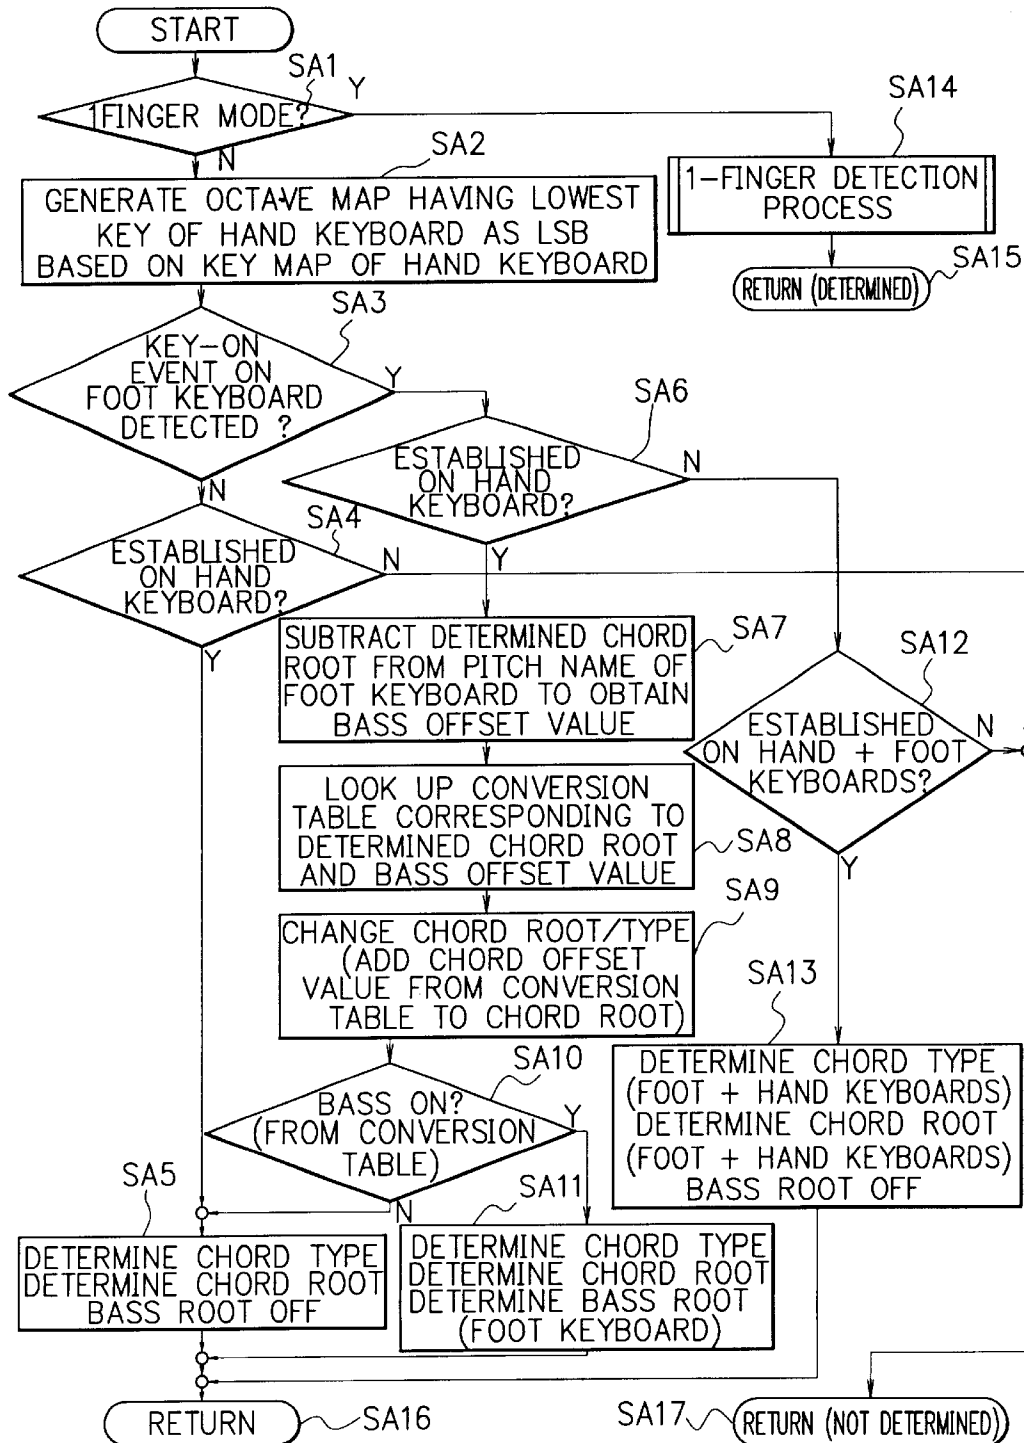 START
SA1
Y
1FINGER MODE?
N
SA14
1-FINGER DETECTION
PROCESS
SA15
RETURN (DETERMINED)
SA2
GENERATE OCTAVE MAP HAVING LOWEST
KEY OF HAND KEYBOARD AS LSB
BASED ON KEY MAP OF HAND KEYBOARD
SA3
KEY-ON
EVENT ON
FOOT KEYBOARD
DETECTED ?
Y
N
SA6
ESTABLISHED
ON HAND
KEYBOARD?
N
Y
SA4
ESTABLISHED
ON HAND
KEYBOARD?
N
Y
SA7
SUBTRACT DETERMINED CHORD
ROOT FROM PITCH NAME OF
FOOT KEYBOARD TO OBTAIN
BASS OFFSET VALUE
SA12
ESTABLISHED
ON HAND + FOOT
KEYBOARDS?
N
Y
LOOK UP CONVERSION
TABLE CORRESPONDING TO
DETERMINED CHORD ROOT
AND BASS OFFSET VALUE
SA8
SA9
CHANGE CHORD ROOT/TYPE
(ADD CHORD OFFSET
VALUE FROM CONVERSION
TABLE TO CHORD ROOT)
SA13
DETERMINE CHORD TYPE
(FOOT + HAND KEYBOARDS)
DETERMINE CHORD ROOT
(FOOT + HAND KEYBOARDS)
BASS ROOT OFF
SA10
BASS ON?
(FROM CONVERSION
TABLE)
Y
N
SA5
DETERMINE CHORD TYPE
DETERMINE CHORD ROOT
BASS ROOT OFF
SA11
DETERMINE CHORD TYPE
DETERMINE CHORD ROOT
DETERMINE BASS ROOT
(FOOT KEYBOARD)
RETURN
SA16
SA17
RETURN (NOT DETERMINED)